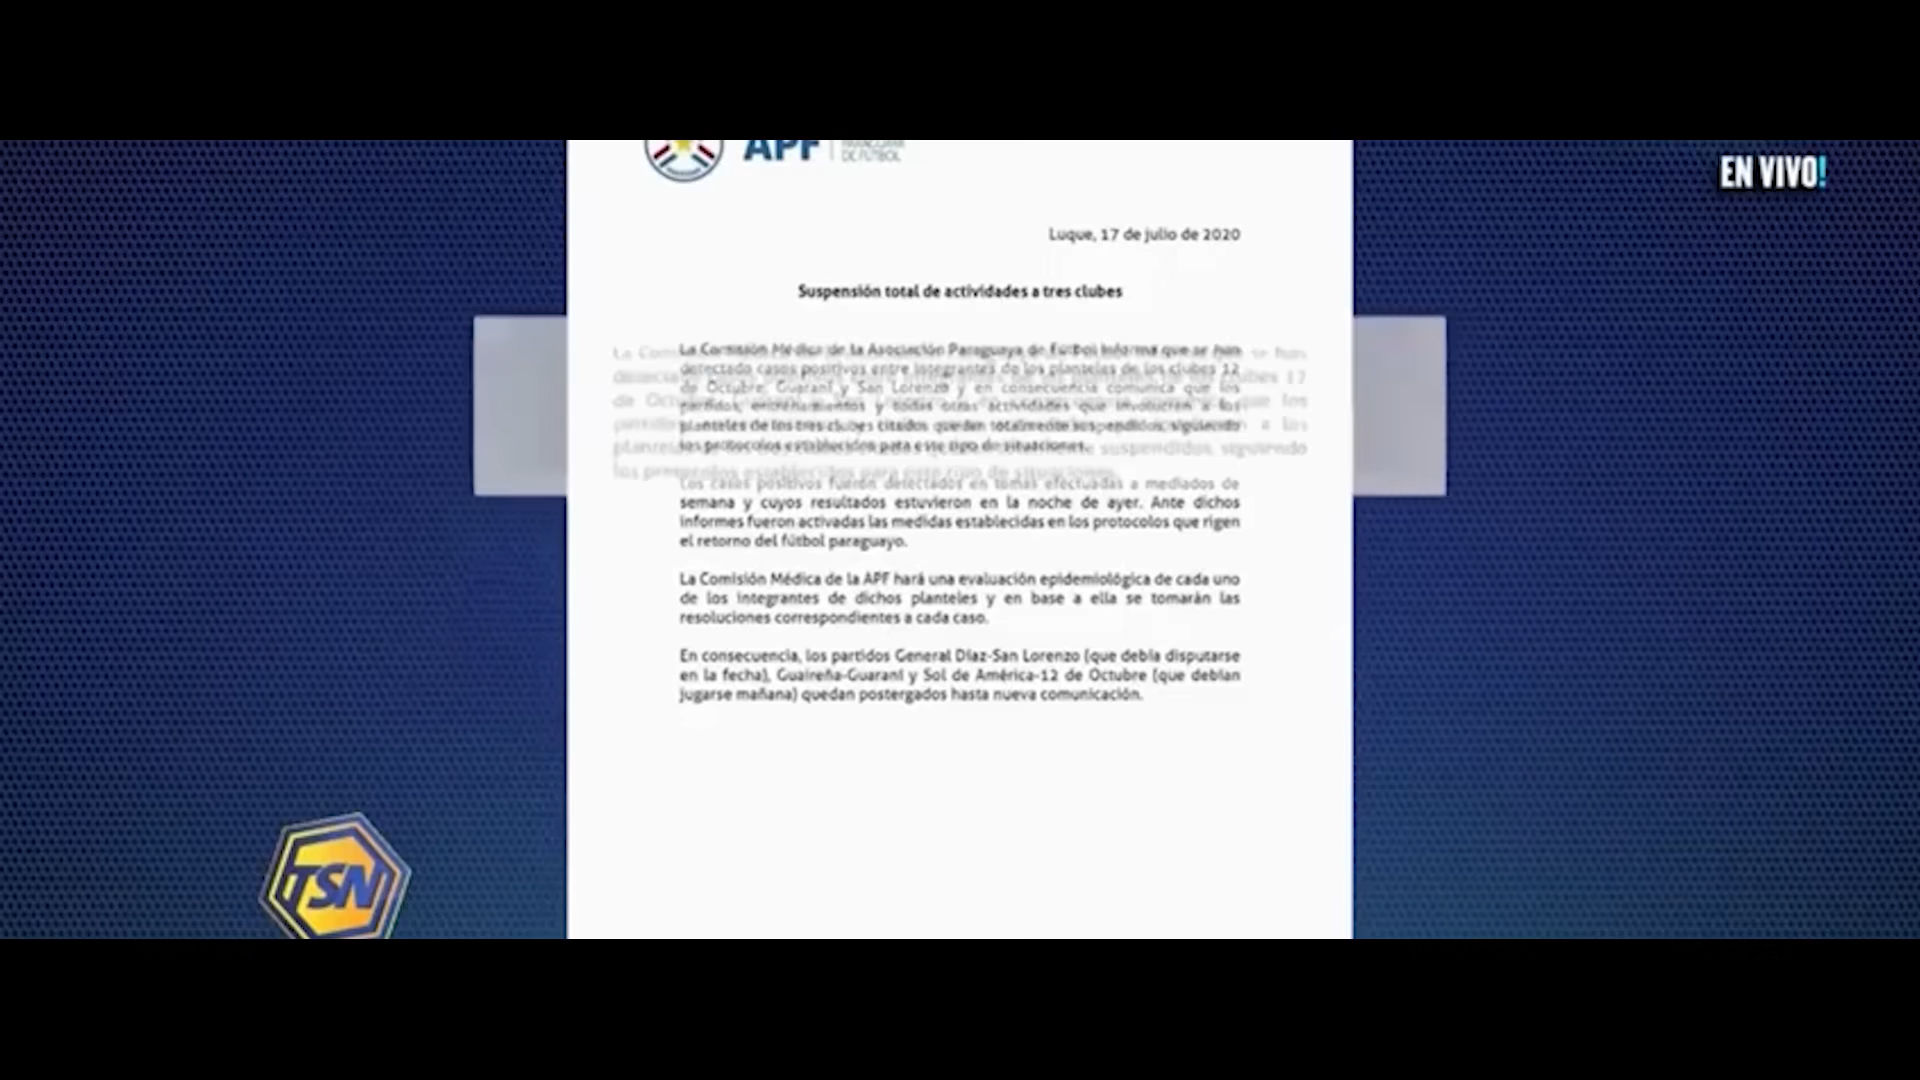 APF
DE FÚTBOL
EN VIVO!
Luque, 17 de julio de 2020
Suspensión total de actividades a tres clubes
La Comisión Médica de la Asociación Paraguaya de Fútbol informa que se han
detectado casos positivos entre integrantes de los planteles de los clubes 12
de Octubre, Guaraní y San Lorenzo y en consecuencia comunica que los
partidos, entrenamientos y todas otras actividades que involucren a los
planteles de los tres clubes citados quedan totalmente suspendidos, siguiendo
los protocolos establecidos para este tipo de situaciones.
Los casos positivos fueron detectados en tomas efectuadas a mediados de
semana y cuyos resultados estuvieron en la noche de ayer. Ante dichos
informes fueron activadas las medidas establecidas en los protocolos que rigen
el retorno del fútbol paraguayo.
La Comisión Médica de la APF hará una evaluación epidemiológica de cada uno
de los integrantes de dichos planteles y en base a ella se tomarán las
resoluciones correspondientes a cada caso.
En consecuencia, los partidos General Díaz-San Lorenzo (que debía disputarse
en la fecha), Guaireña-Guaraní y Sol de América-12 de Octubre (que debían
jugarse mañana) quedan postergados hasta nueva comunicación.
TSN